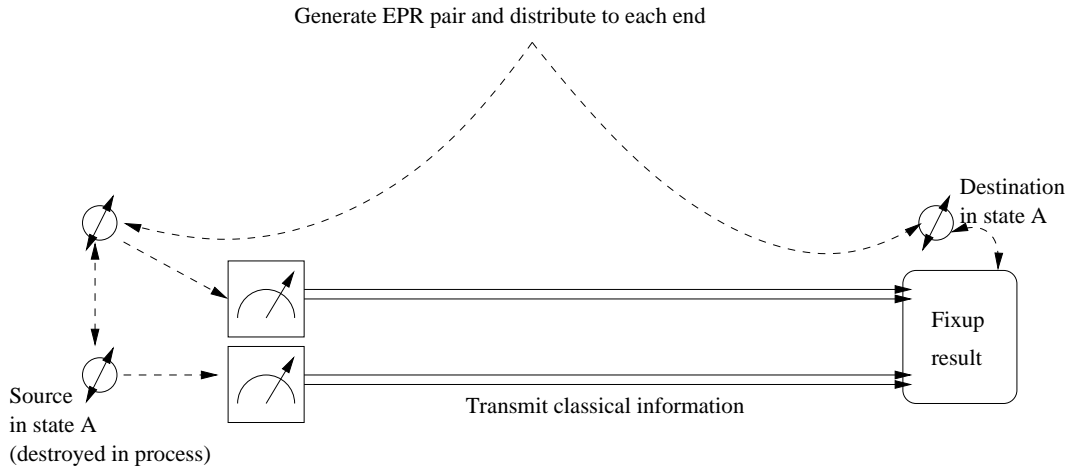 Generate EPR pair and distribute to each end
Destination
in state A
Fixup
result
Source
in state A
(destroyed in process)
Transmit classical information